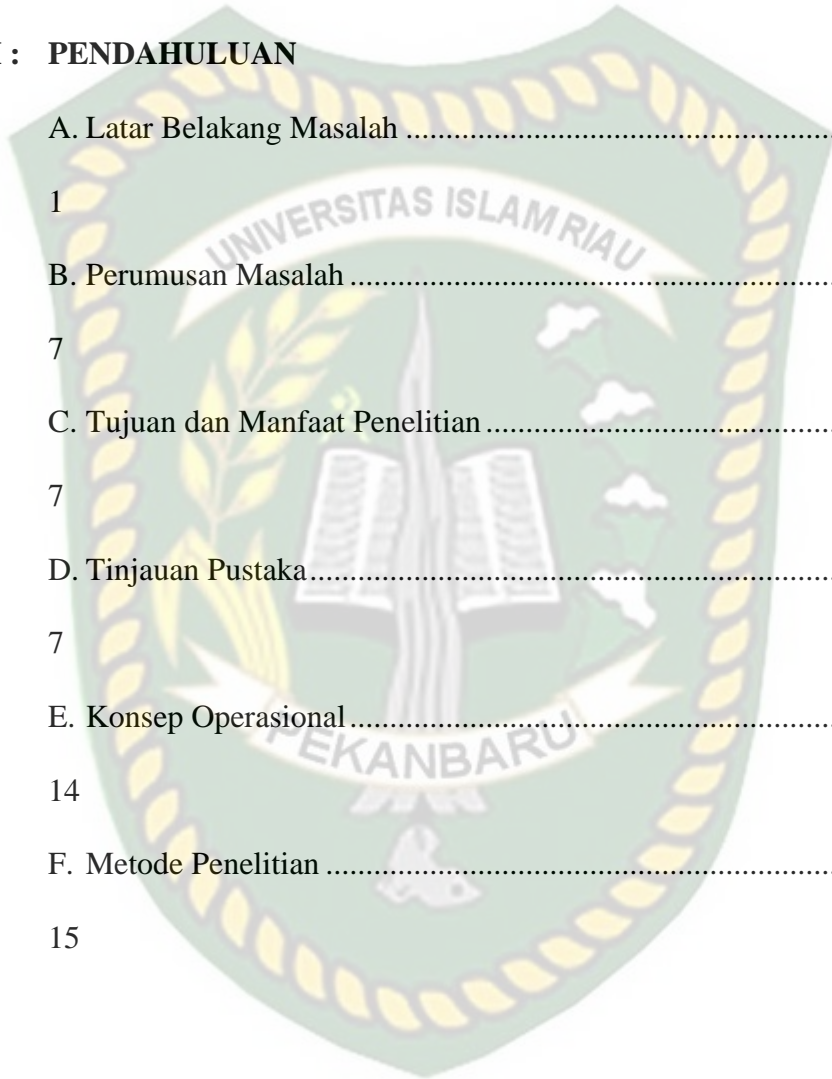 I : PENDAHULUAN
A. Latar Belakang Masalah ..............................................................
1
UNIVERSITAS ISLAM RIAU
B. Perumusan Masalah ......................................................................
7
C. Tujuan dan Manfaat Penelitian ...................................................
7
D. Tinjauan Pustaka............................................................................
7
E. Konsep Operasional ......................................................................
PEKANBARU
14
F. Metode Penelitian .........................................................................
15